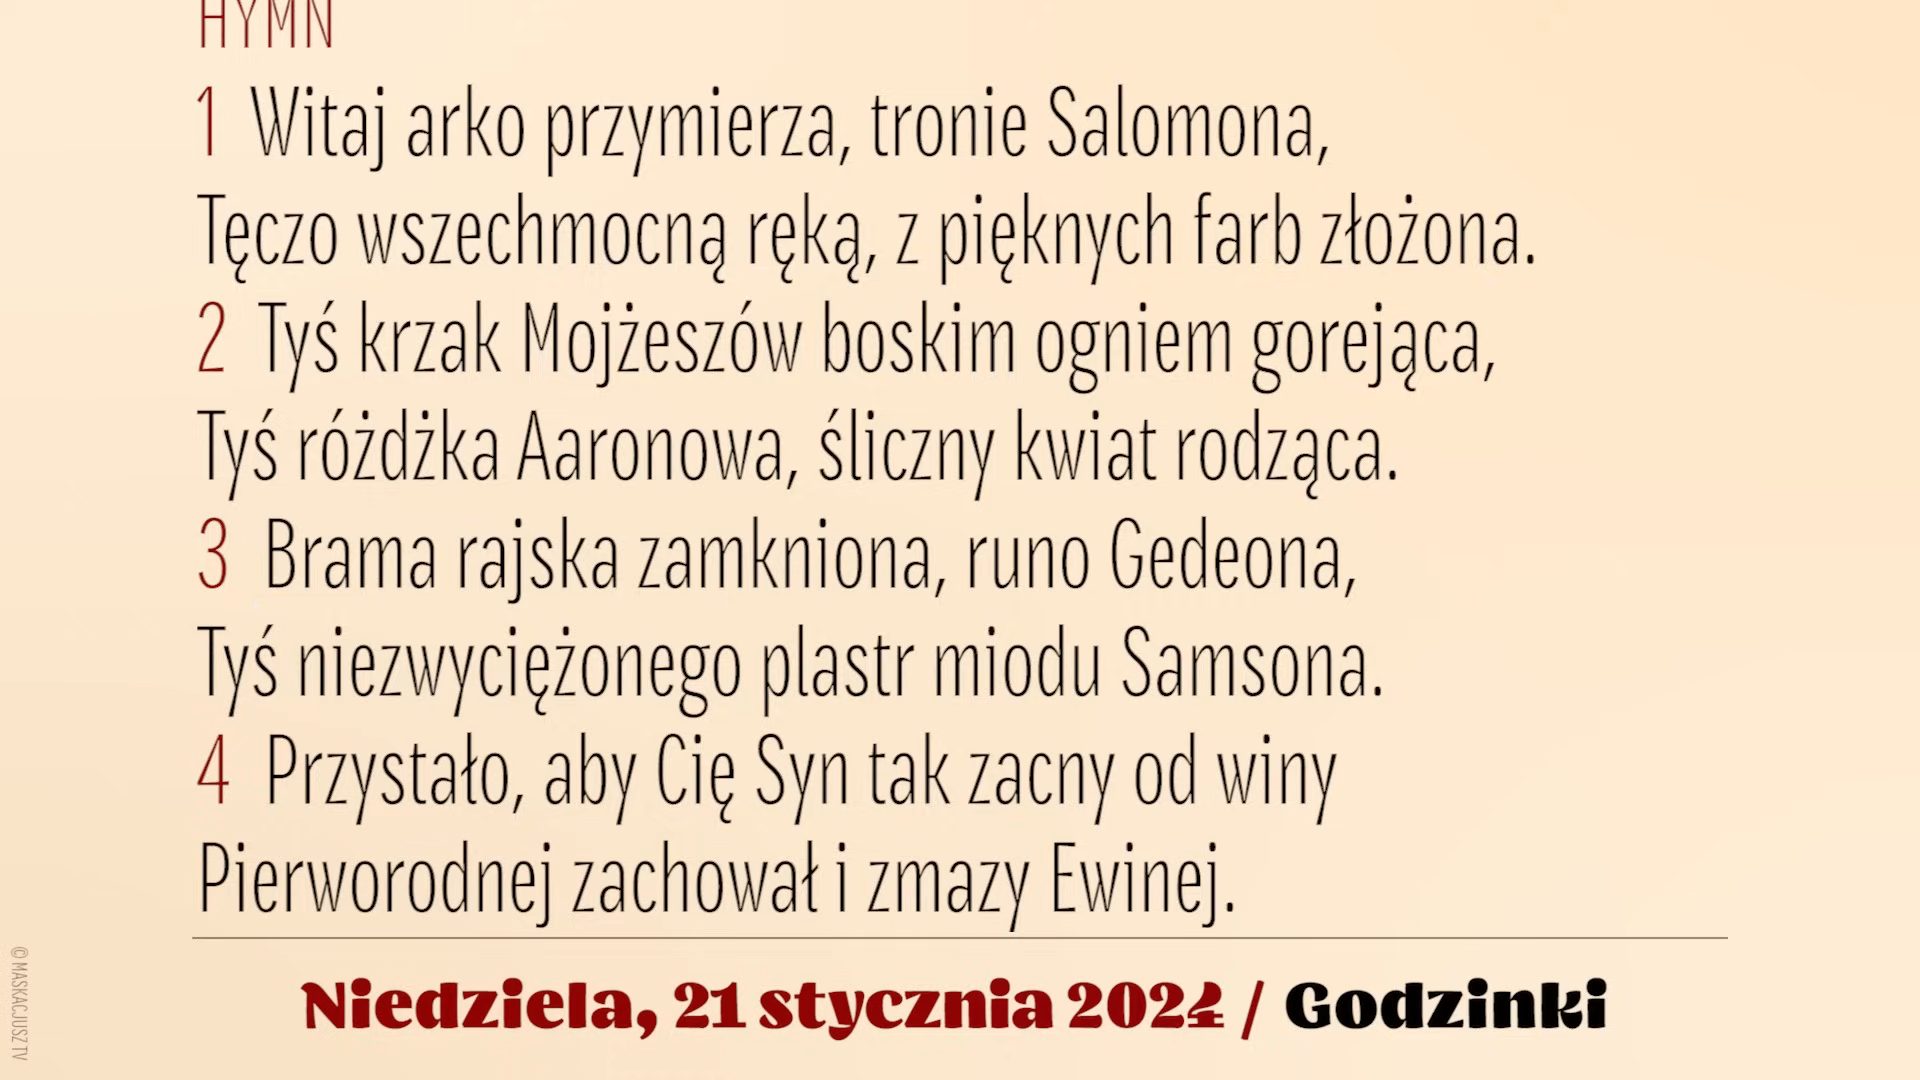 HYMN
1 Witaj arko przymierza, tronie Salomona,
Tęczo wszechmocną ręką, z pięknych farb złożona.
2 Tyś krzak Mojżeszów boskim ogniem gorejąca,
Tyś różdżka Aaronowa, śliczny kwiat rodząca.
3 Brama rajska zamkniona, runo Gedeona,
Tyś niezwyciężonego plastr miodu Samsona.
4 Przystało, aby Cię Syn tak zacny od winy
Pierworodnej zachował i zmazy Ewinej.
Niedziela, 21 stycznia 2024 / Godzinki
© MASKACJUSZ TV